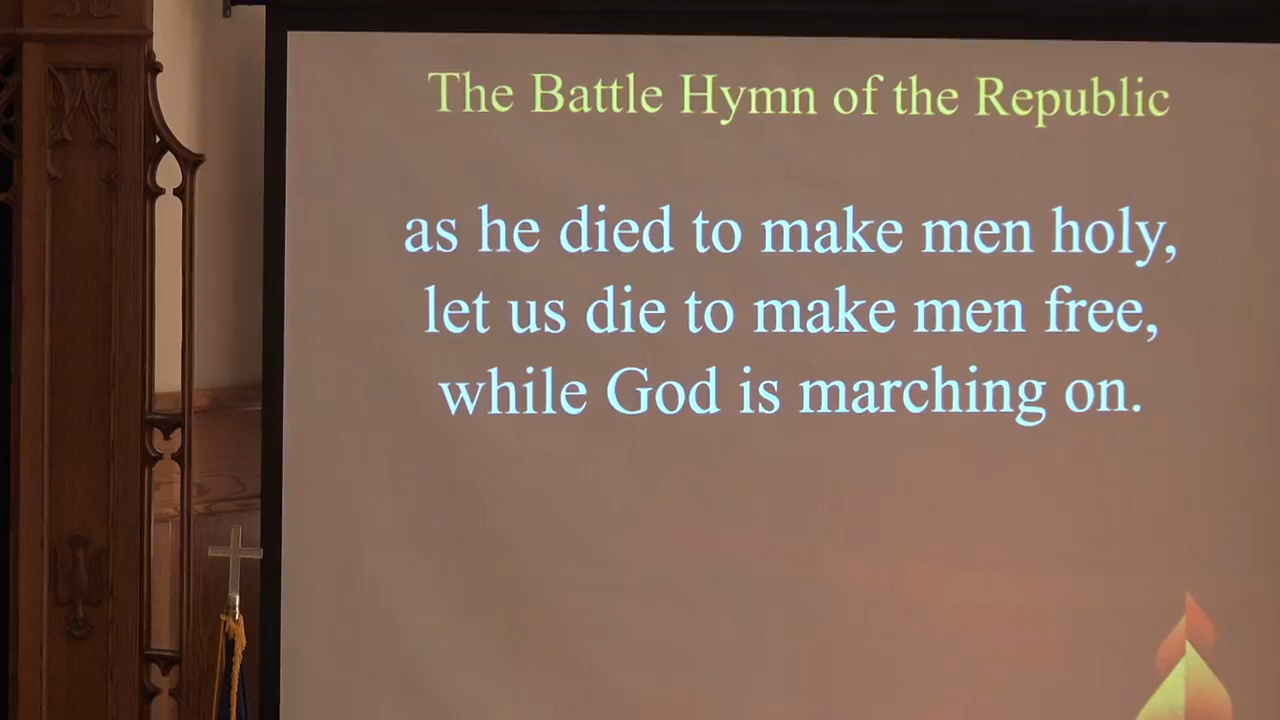 The Battle Hymn of the Republic
as he died to make men holy,
let us die to make men free,
while God is marching on.